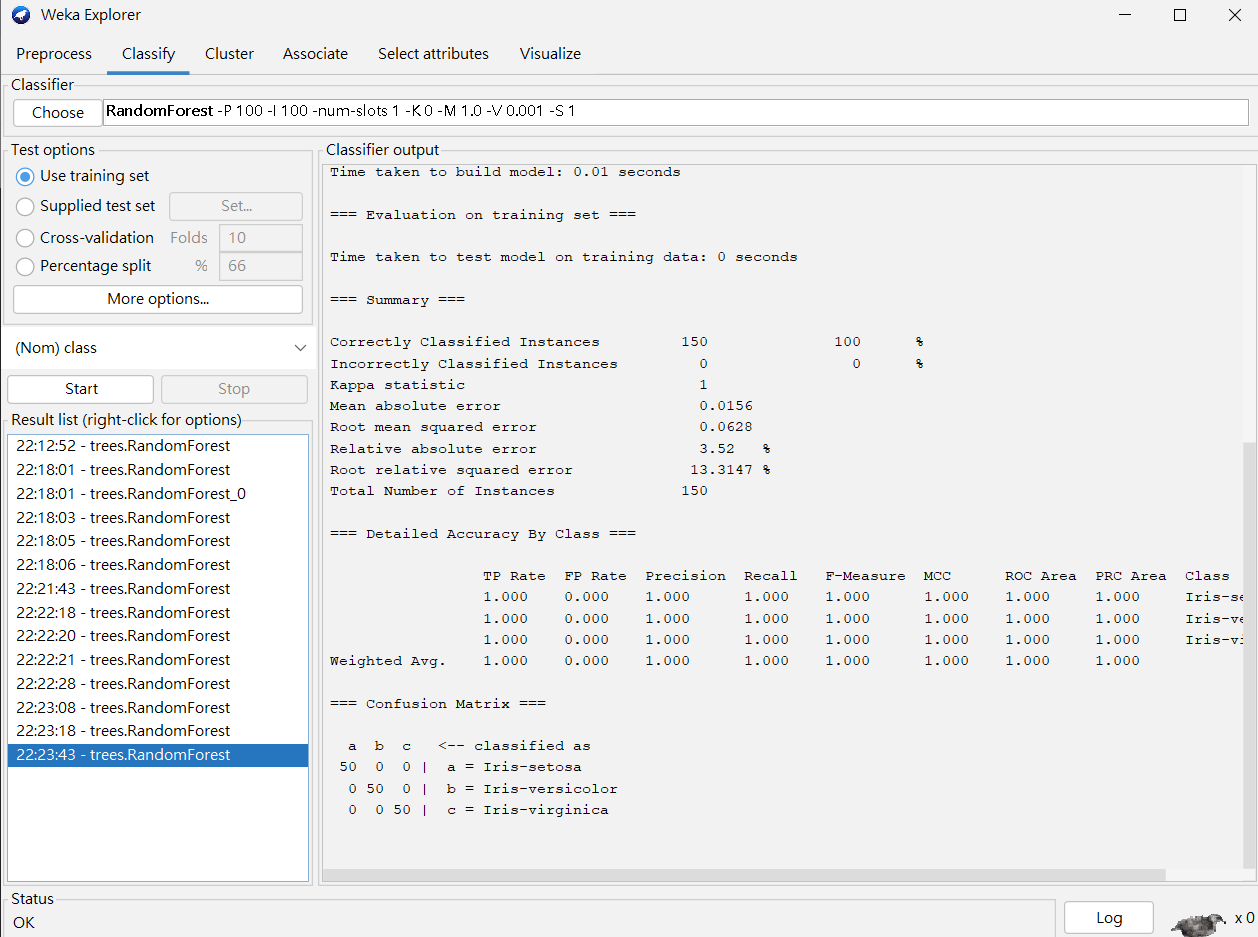 Weka Explorer
Preprocess Classify Cluster Associate Select attributes Visualize
Classifier
Choose RandomForest -P 100 -I 100 -num-slots 1 -K 0 -M 1.0 -V 0.001 -S 1
Test options
Use training set
Supplied test set Set...
Cross-validation Folds 10
Percentage split % 66
More options...
(Nom) class
Start Stop
Result list (right-click for options)
22:12:52 - trees.RandomForest
22:18:01 - trees.RandomForest
22:18:01 - trees.RandomForest_0
22:18:03 - trees.RandomForest
22:18:05 - trees.RandomForest
22:18:06 - trees.RandomForest
22:21:43 - trees.RandomForest
22:22:18 - trees.RandomForest
22:22:20 - trees.RandomForest
22:22:21 - trees.RandomForest
22:22:28 - trees.RandomForest
22:23:08 - trees.RandomForest
22:23:18 - trees.RandomForest
22:23:43 - trees.RandomForest
Classifier output
Time taken to build model: 0.01 seconds
=== Evaluation on training set ===
Time taken to test model on training data: 0 seconds
=== Summary ===
Correctly Classified Instances 150 100 %
Incorrectly Classified Instances 0 0 %
Kappa statistic 1
Mean absolute error 0.0156
Root mean squared error 0.0628
Relative absolute error 3.52 %
Root relative squared error 13.3147 %
Total Number of Instances 150
=== Detailed Accuracy By Class ===
TP Rate FP Rate Precision Recall F-Measure MCC ROC Area PRC Area Class
1.000 0.000 1.000 1.000 1.000 1.000 1.000 1.000 Iris-se
1.000 0.000 1.000 1.000 1.000 1.000 1.000 1.000 Iris-ve
1.000 0.000 1.000 1.000 1.000 1.000 1.000 1.000 Iris-vi
Weighted Avg. 1.000 0.000 1.000 1.000 1.000 1.000 1.000 1.000
=== Confusion Matrix ===
a b c <-- classified as
50 0 0 | a = Iris-setosa
0 50 0 | b = Iris-versicolor
0 0 50 | c = Iris-virginica
Status
OK
Log x 0